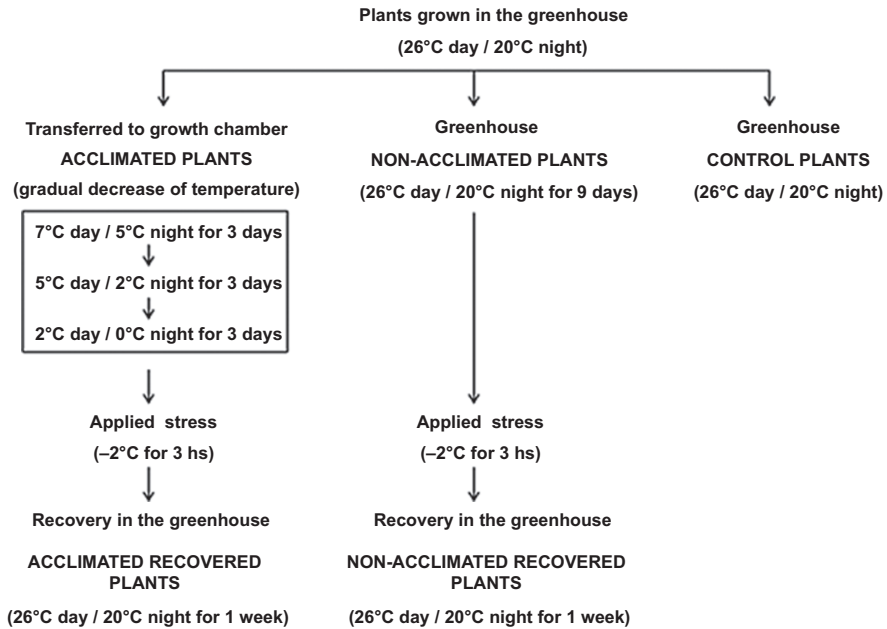 Plants grown in the greenhouse
(26°C day / 20°C night)
Transferred to growth chamber
ACCLIMATED PLANTS
(gradual decrease of temperature)
7°C day / 5°C night for 3 days
5°C day / 2°C night for 3 days
2°C day / 0°C night for 3 days
Applied stress
(–2°C for 3 hs)
Recovery in the greenhouse
ACCLIMATED RECOVERED
PLANTS
(26°C day / 20°C night for 1 week)
Greenhouse
NON-ACCLIMATED PLANTS
(26°C day / 20°C night for 9 days)
Applied stress
(–2°C for 3 hs)
Recovery in the greenhouse
NON-ACCLIMATED RECOVERED
PLANTS
(26°C day / 20°C night for 1 week)
Greenhouse
CONTROL PLANTS
(26°C day / 20°C night)